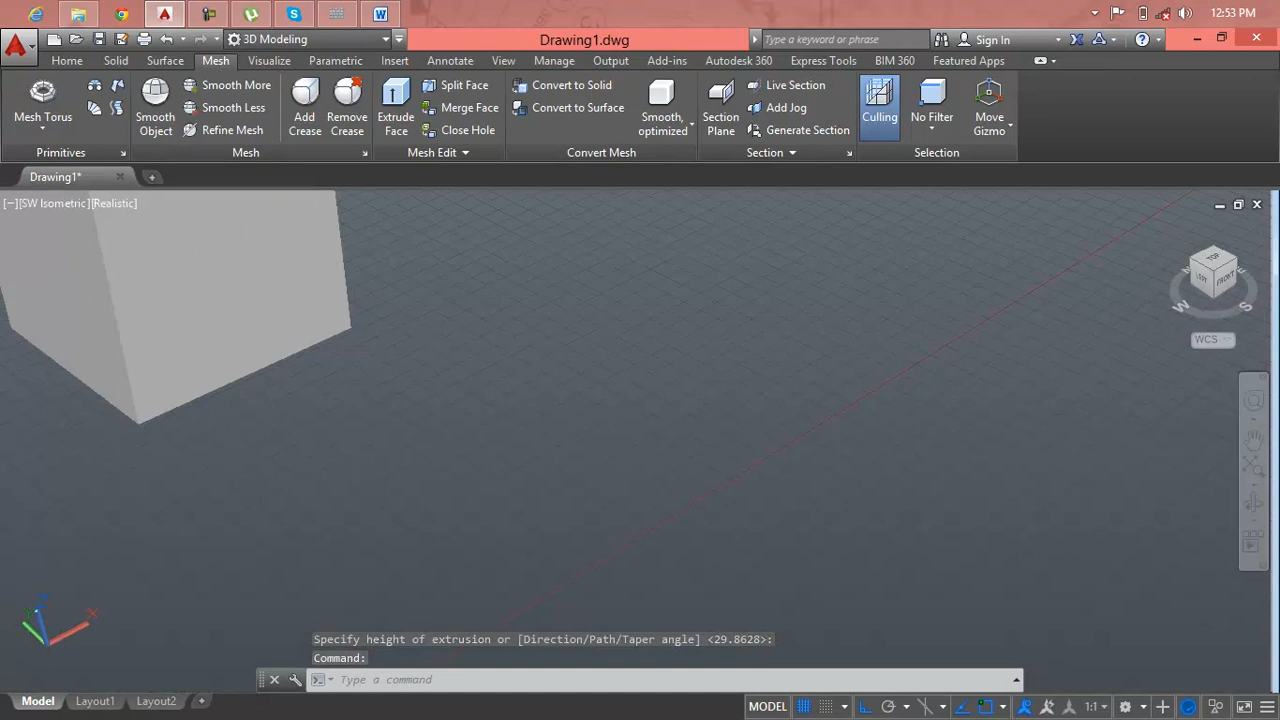 12:53 PM
3D Modeling
Drawing1.dwg
Type a keyword or phrase
Sign In
Home Solid Surface Mesh Visualize Parametric Insert Annotate View Manage Output Add-ins Autodesk 360 Express Tools BIM 360 Featured Apps
Mesh Torus
Smooth Object
Smooth More
Smooth Less
Refine Mesh
Add Crease
Remove Crease
Extrude Face
Split Face
Merge Face
Close Hole
Convert to Solid
Convert to Surface
Smooth, optimized
Section Plane
Live Section
Add Jog
Generate Section
Culling
No Filter
Move Gizmo
Primitives Mesh Mesh Edit Convert Mesh Section Selection
Drawing1*
[−][SW Isometric][Realistic]
TOP
LEFT FRONT
W S
WCS
Z
X
Specify height of extrusion or [Direction/Path/Taper angle] <29.8628>:
Command:
Type a command
Model Layout1 Layout2 + MODEL 1:1